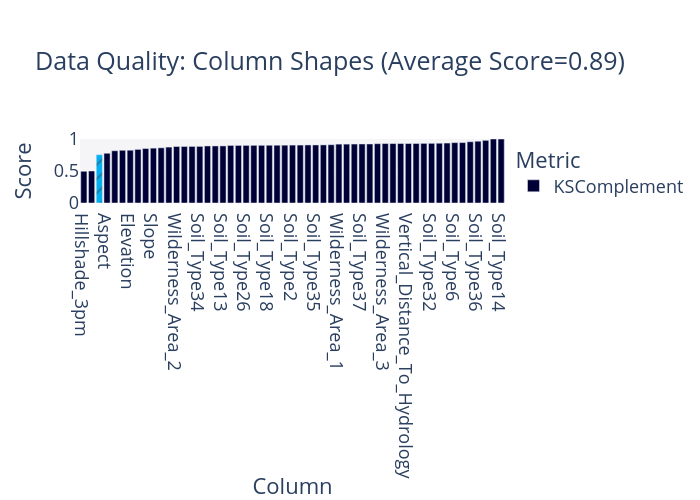 Data Quality: Column Shapes (Average Score=0.89)
Score
1
0.5
0
Metric
KSComplement
Hillshade_3pm
Aspect
Elevation
Slope
Wilderness_Area_2
Soil_Type34
Soil_Type13
Soil_Type26
Soil_Type18
Soil_Type2
Soil_Type35
Wilderness_Area_1
Soil_Type37
Wilderness_Area_3
Vertical_Distance_To_Hydrology
Soil_Type32
Soil_Type6
Soil_Type36
Soil_Type14
Column